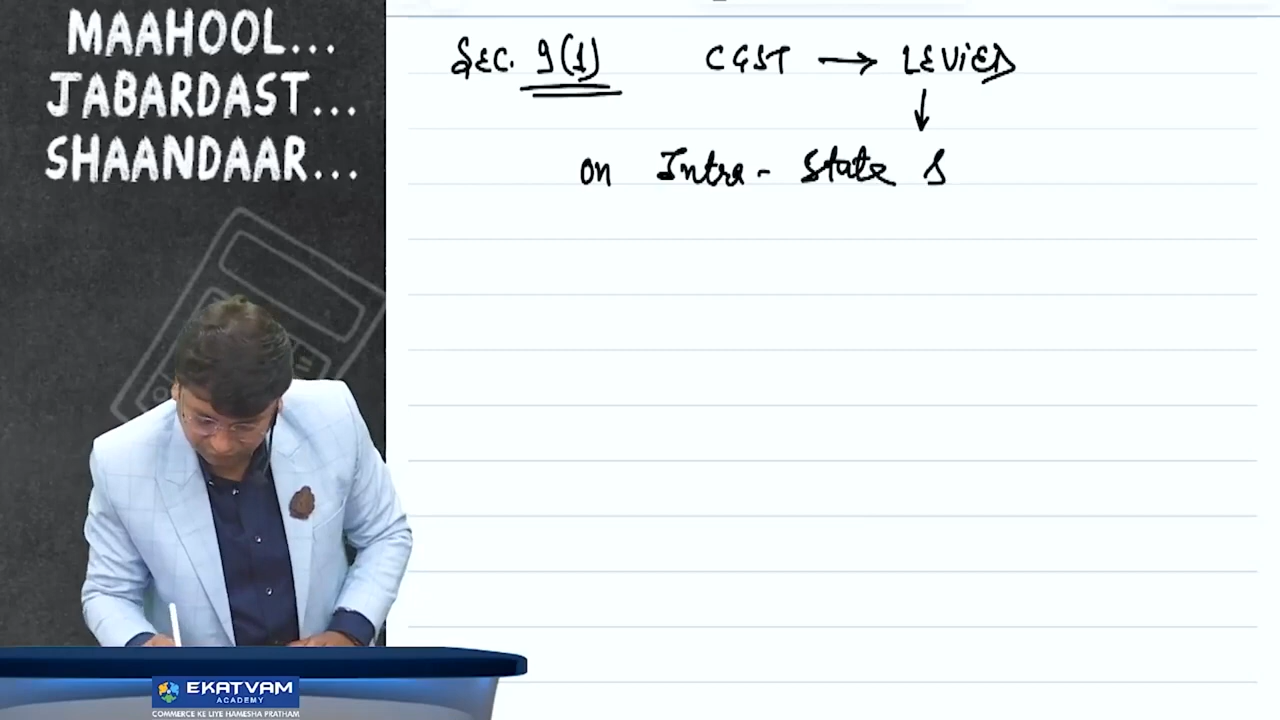 MAAHOOL...
JABARDAST...
SHAANDAAR...
SEC. 9(1) CGST → LEVIED
↓
on Intra-State S
EKATVAM
ACADEMY
COMMERCE KE LIYE HAMESHA PRATHAM